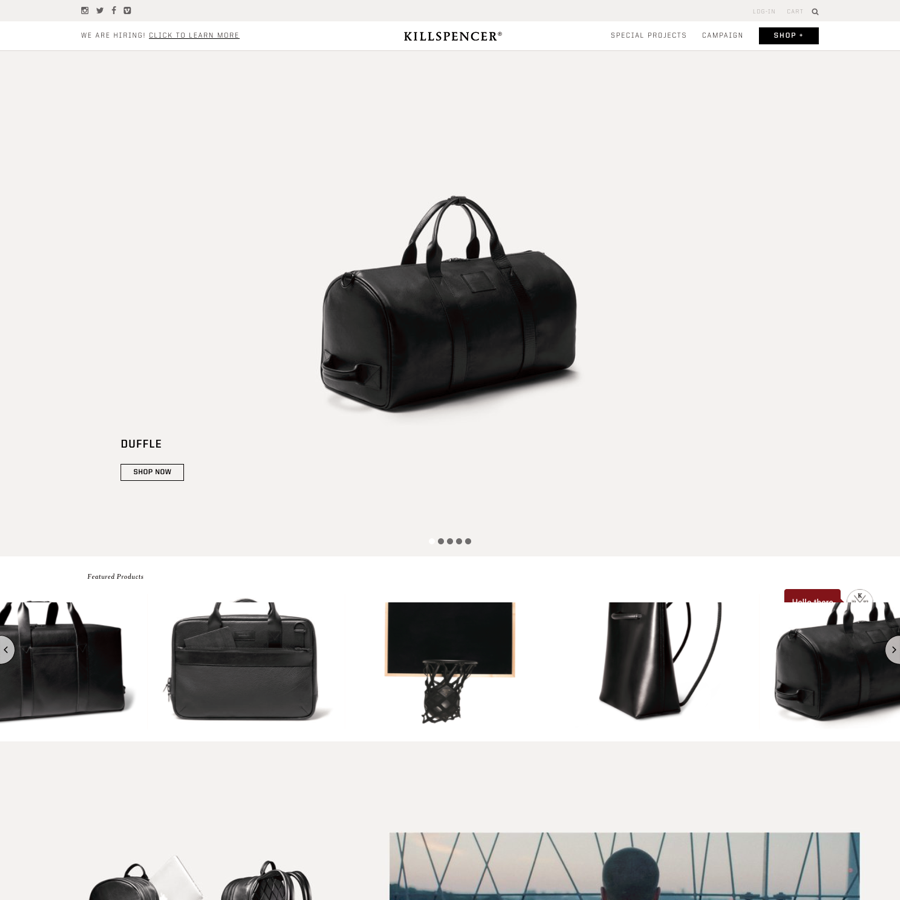 LOG-IN CART
WE ARE HIRING! CLICK TO LEARN MORE
KILLSPENCER®
SPECIAL PROJECTS CAMPAIGN SHOP +
DUFFLE
SHOP NOW
Featured Products
Hello there
K